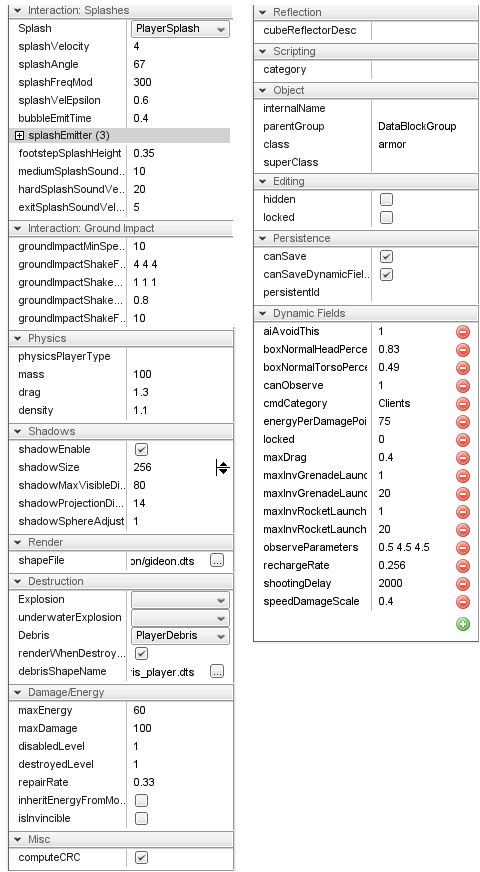 Interaction: Splashes
Splash PlayerSplash
splashVelocity 4
splashAngle 67
splashFreqMod 300
splashVelEpsilon 0.6
bubbleEmitTime 0.4
splashEmitter (3)
footstepSplashHeight 0.35
mediumSplashSound... 10
hardSplashSoundVe... 20
exitSplashSoundVel... 5
Interaction: Ground Impact
groundImpactMinSpe.. 10
groundImpactShakeF.. 4 4 4
groundImpactShake... 1 1 1
groundImpactShake... 0.8
groundImpactShakeF.. 10
Physics
physicsPlayerType
mass 100
drag 1.3
density 1.1
Shadows
shadowEnable
shadowSize 256
shadowMaxVisibleDi... 80
shadowProjectionDi... 14
shadowSphereAdjust 1
Render
shapeFile on/gideon.dts ...
Destruction
Explosion
underwaterExplosion
Debris PlayerDebris
renderWhenDestroy...
debrisShapeName is_player.dts ...
Damage/Energy
maxEnergy 60
maxDamage 100
disabledLevel 1
destroyedLevel 1
repairRate 0.33
inheritEnergyFromMo..
isInvincible
Misc
computeCRC
Reflection
cubeReflectorDesc
Scripting
category
Object
internalName
parentGroup DataBlockGroup
class armor
superClass
Editing
hidden
locked
Persistence
canSave
canSaveDynamicFiel..
persistentId
Dynamic Fields
aiAvoidThis 1
boxNormalHeadPerce 0.83
boxNormalTorsoPerce 0.49
canObserve 1
cmdCategory Clients
energyPerDamagePoi 75
locked 0
maxDrag 0.4
maxInvGrenadeLaunc 1
maxInvGrenadeLaunc 20
maxInvRocketLaunch 1
maxInvRocketLaunch 20
observeParameters 0.5 4.5 4.5
rechargeRate 0.256
shootingDelay 2000
speedDamageScale 0.4